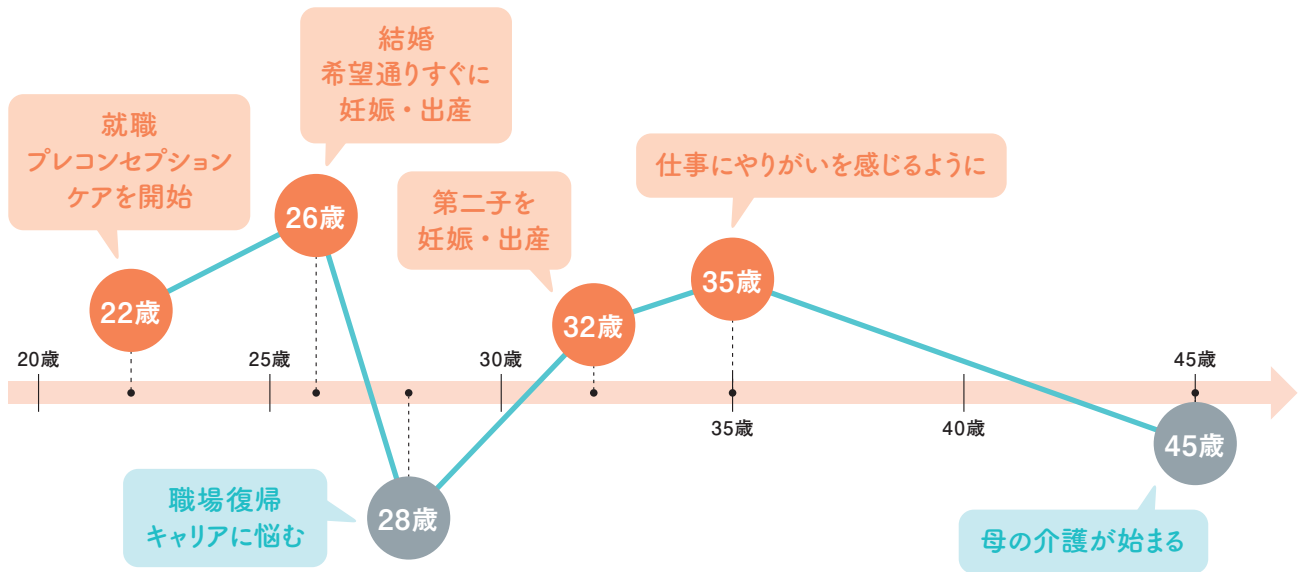 結婚
希望通りすぐに
妊娠・出産
就職
プレコンセプション
ケアを開始
26歳
第二子を
妊娠・出産
仕事にやりがいを感じるように
22歳
32歳
35歳
20歳
25歳
30歳
45歳
35歳
40歳
45歳
職場復帰
キャリアに悩む
28歳
母の介護が始まる